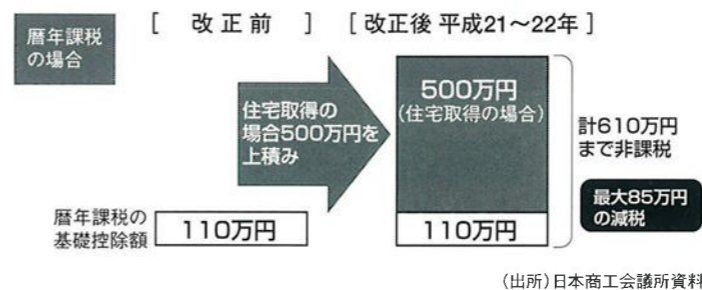 暦年課税
の場合
[ 改正前 ]
[ 改正後 平成21～22年 ]
住宅取得の
場合500万円を
上積み
500万円
(住宅取得の場合)
計610万円
まで非課税
最大85万円
の減税
暦年課税の
基礎控除額
110万円
110万円
(出所)日本商工会議所資料